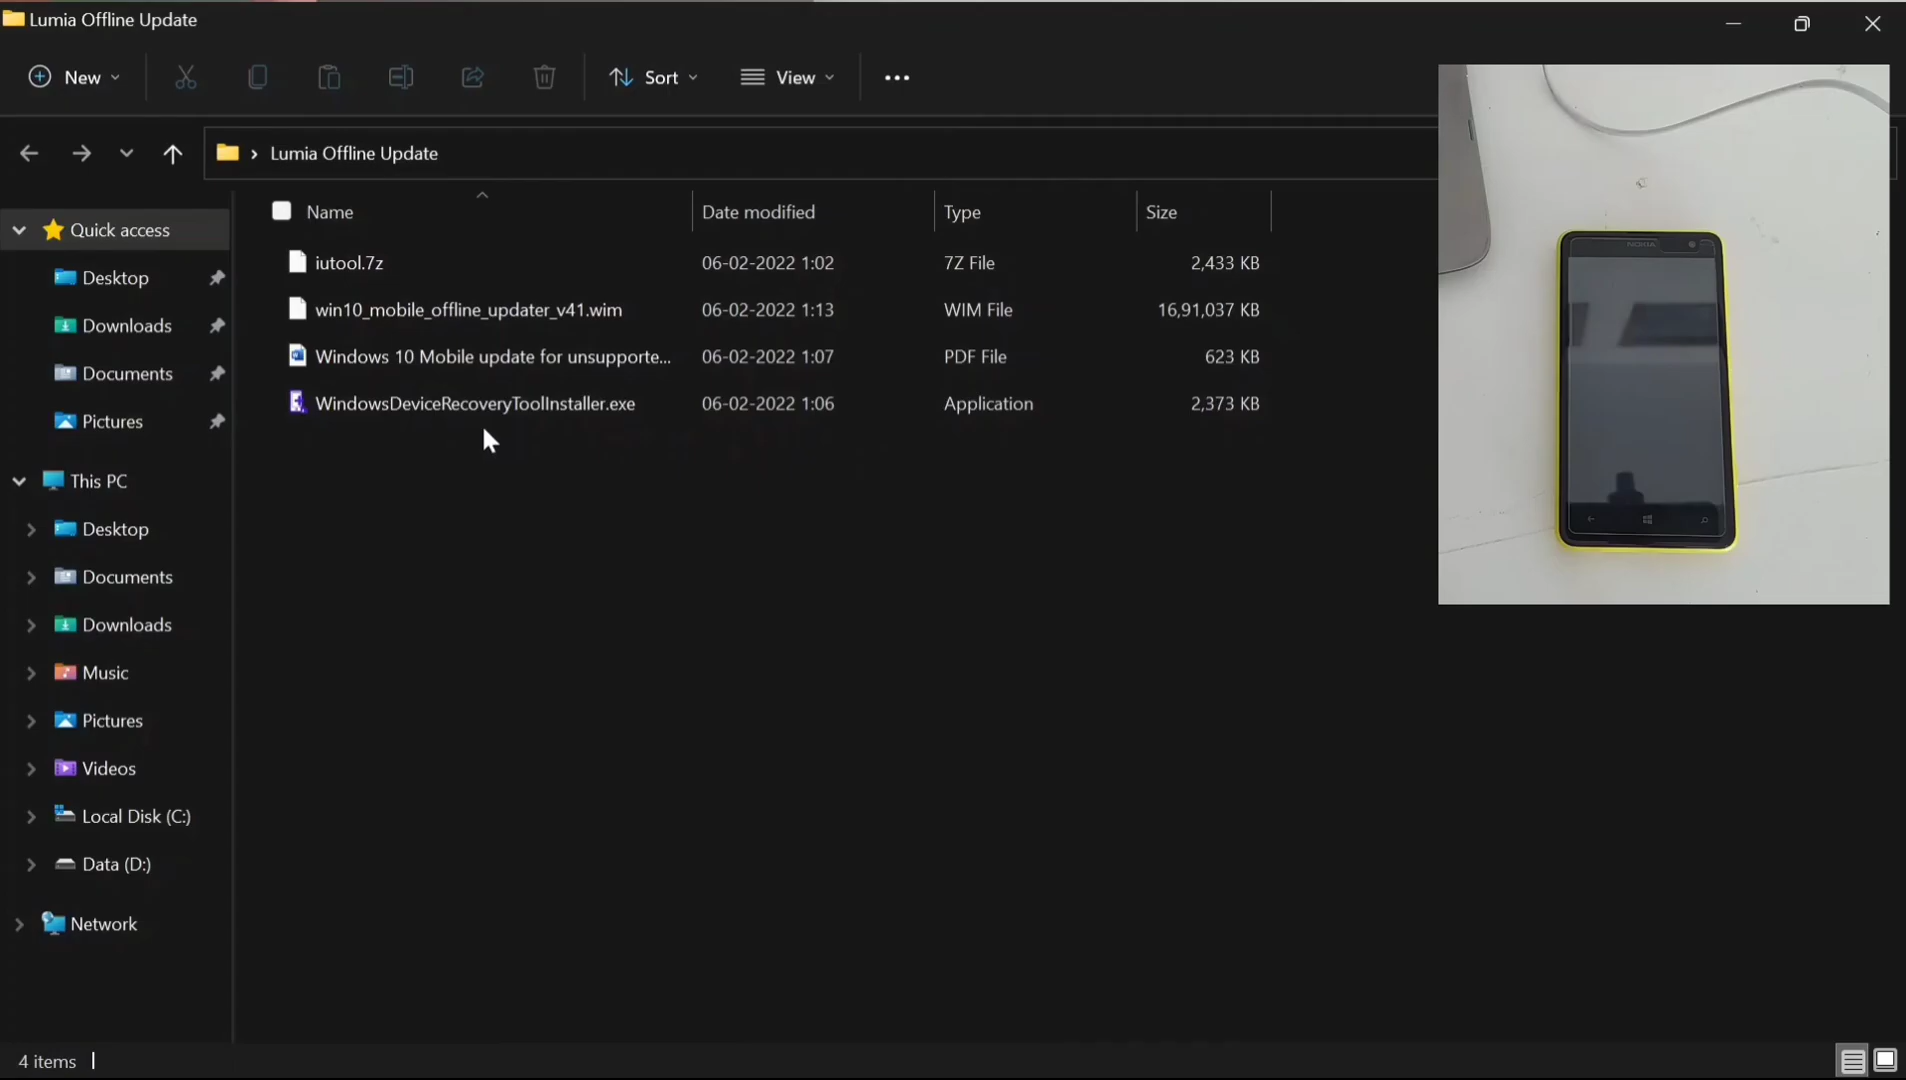 Lumia Offline Update
New
Sort
View
Lumia Offline Update
Name Date modified Type Size
Quick access
Desktop
Downloads
Documents
Pictures
This PC
Desktop
Documents
Downloads
Music
Pictures
Videos
Local Disk (C:)
Data (D:)
Network
iutool.7z 06-02-2022 1:02 7Z File 2,433 KB
win10_mobile_offline_updater_v41.wim 06-02-2022 1:13 WIM File 16,91,037 KB
Windows 10 Mobile update for unsupporte... 06-02-2022 1:07 PDF File 623 KB
WindowsDeviceRecoveryToolInstaller.exe 06-02-2022 1:06 Application 2,373 KB
NOKIA
4 items